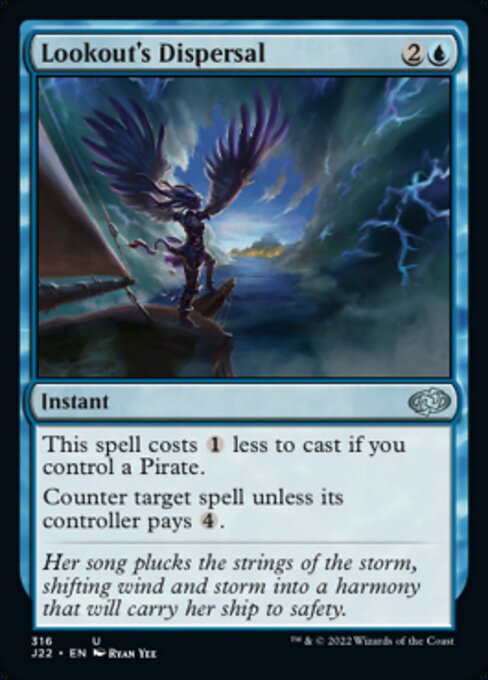 Lookout's Dispersal 2
Instant
This spell costs 1 less to cast if you
control a Pirate.
Counter target spell unless its
controller pays 4.
Her song plucks the strings of the storm,
shifting wind and storm into a harmony
that will carry her ship to safety.
316 U
J22 • EN Ryan Yee
™ & © 2022 Wizards of the Coast